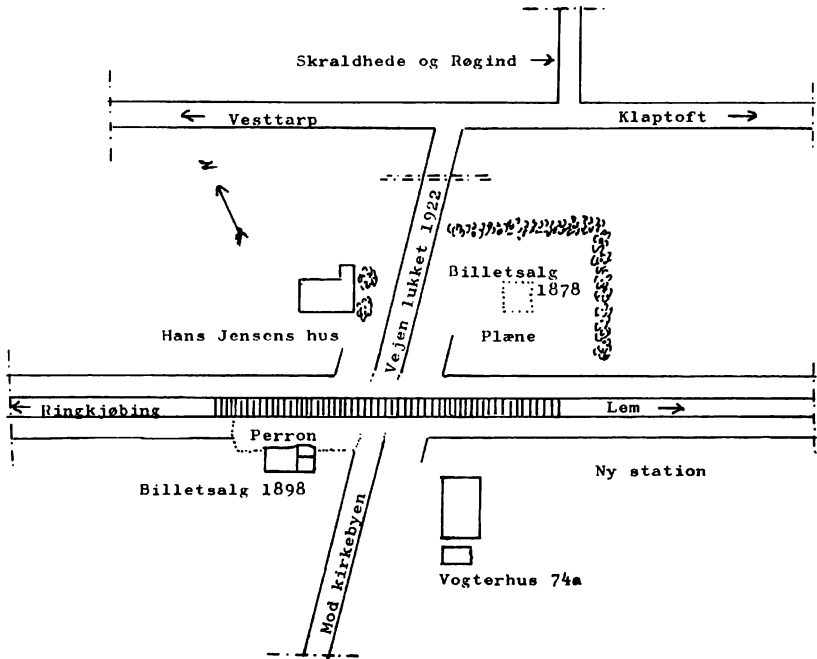 Skraldhede og Røgind
Vesttarp
Klaptoft
N
Vejen lukket 1922
Billetsalg
1878
Hans Jensens hus
Plæne
Ringkjøbing
Lem
Perron
Ny station
Billetsalg 1898
Mod kirkebyen
Vogterhus 74a